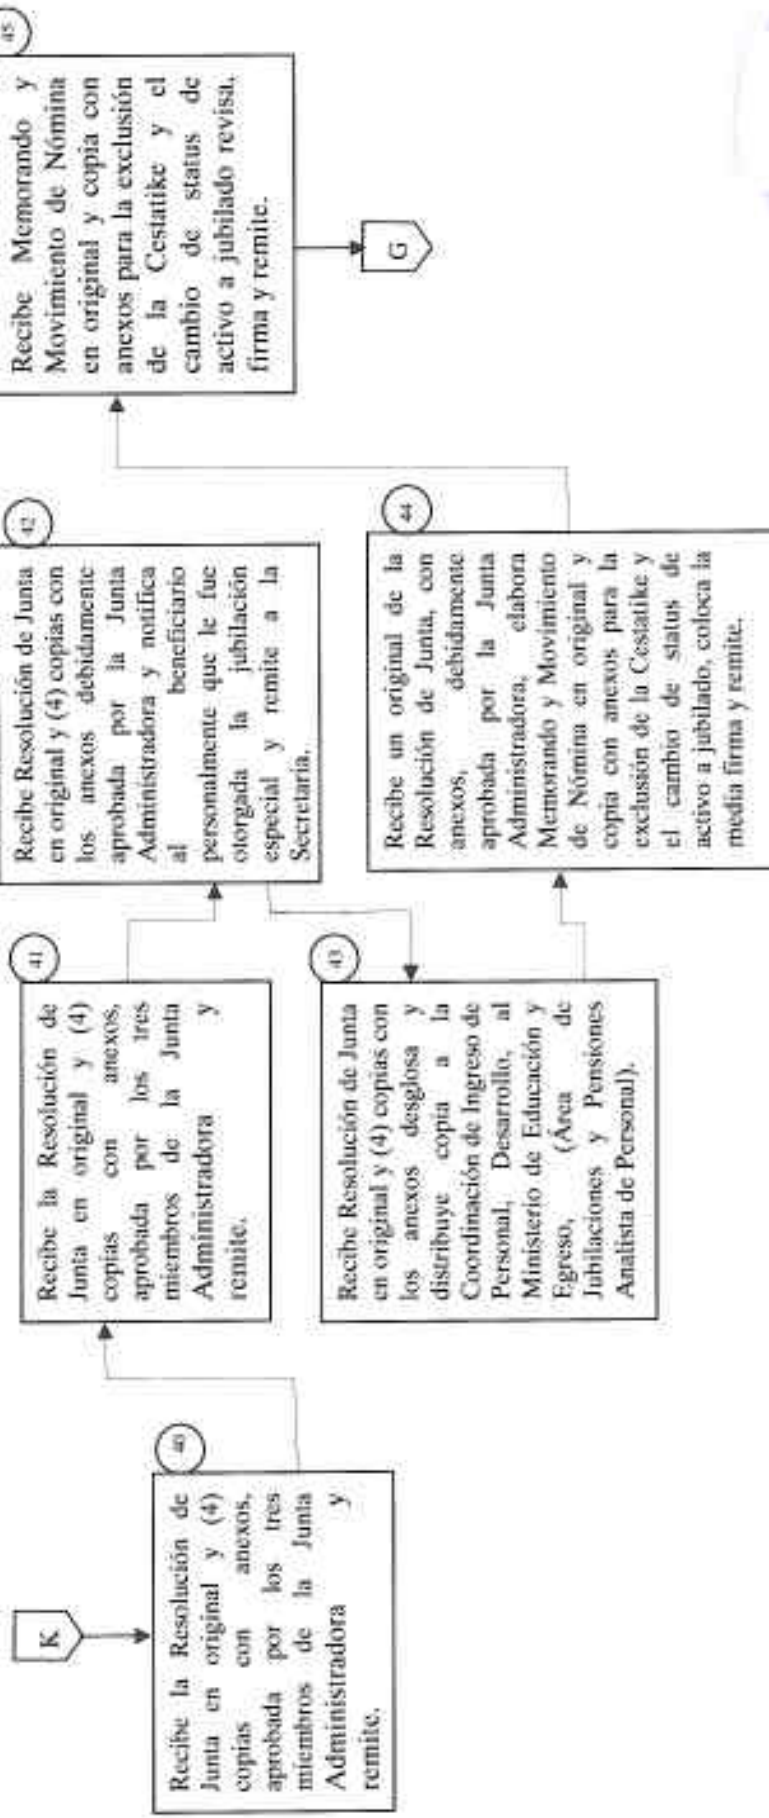 K
40
Recibe la Resolución de
Junta en original y (4)
copias con anexos,
aprobada por los tres
miembros de la Junta
Administradora y
remite.
41
Recibe la Resolución de
Junta en original y (4)
copias con anexos,
aprobada por los tres
miembros de la Junta
Administradora y
remite.
42
Recibe Resolución de Junta
en original y (4) copias con
los anexos debidamente
aprobada por la Junta
Administradora y notifica
al beneficiario
personalmente que le fue
otorgada la jubilación
especial y remite a la
Secretaria.
43
Recibe Resolución de Junta
en original y (4) copias con
los anexos desglosa y
distribuye copia a la
Coordinación de Ingreso de
Personal, Desarrollo, al
Ministerio de Educación y
Egreso, (Área de
Jubilaciones y Pensiones
Analista de Personal).
44
Recibe un original de la
Resolución de Junta, con
anexos, debidamente
aprobada por la Junta
Administradora, elabora
Memorando y Movimiento
de Nómina en original y
copia con anexos para la
exclusión de la Cestatike y
el cambio de status de
activo a jubilado, coloca la
media firma y remite.
45
Recibe Memorando y
Movimiento de Nómina
en original y copia con
anexos para la exclusión
de la Cestatike y el
cambio de status de
activo a jubilado revisa,
firma y remite.
G